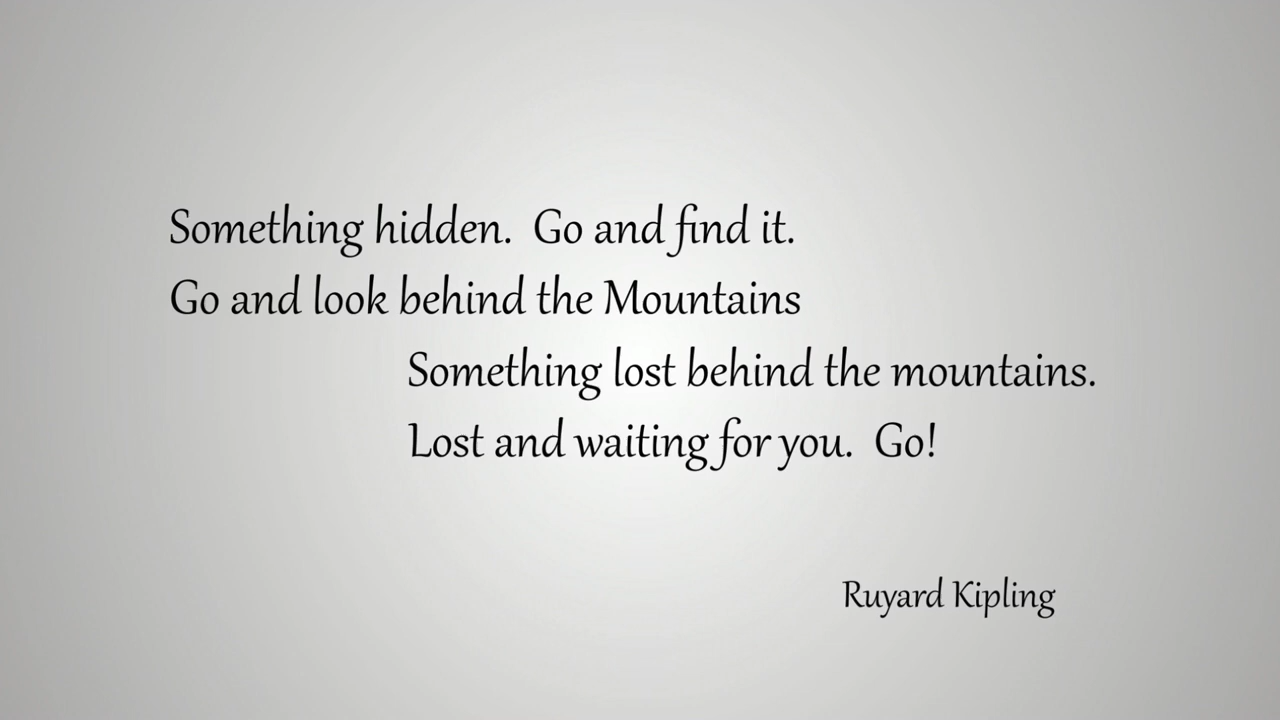 Something hidden.  Go and find it.
Go and look behind the Mountains
Something lost behind the mountains.
Lost and waiting for you.  Go!
Ruyard Kipling